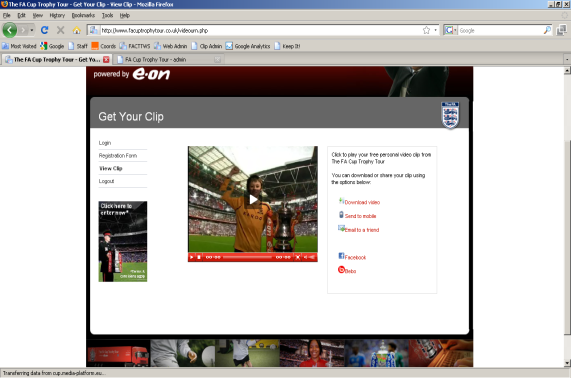 The FA Cup Trophy Tour - Get Your Clip - View Clip - Mozilla Firefox
File Edit View History Bookmarks Tools Help
http://www.facuptrophytour.co.uk/videoum.php
Google
Most Visited Google Staff Coords FACTTWS Web Admin Clip Admin Google Analytics Keep It!
The FA Cup Trophy Tour - Get Yo...
FA Cup Trophy Tour - admin
powered by e·on
Get Your Clip
Login
Registration Form
View Clip
Logout
Click here to
enter now*
Click to play your free personal video clip from
The FA Cup Trophy Tour
You can download or share your clip using
the options below:
Download video
Send to mobile
Email to a friend
Facebook
Bebo
00:00 00:00
Transferring data from cup.media-platform.eu...